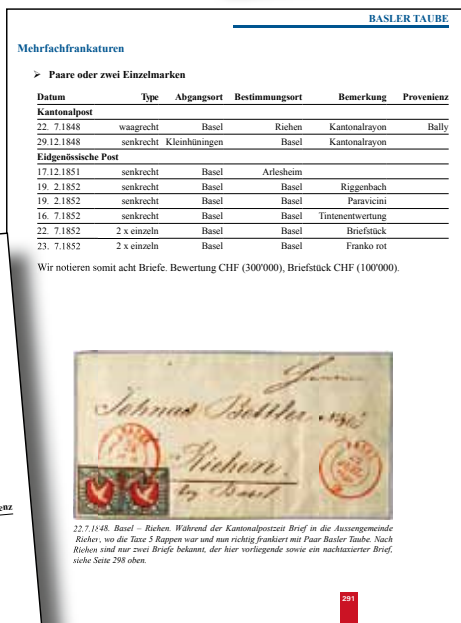 BASLER TAUBE
Mehrfachfrankaturen
➢ Paare oder zwei Einzelmarken
Datum Type Abgangsort Bestimmungsort Bemerkung Provenienz
Kantonalpost
22. 7.1848 waagrecht Basel Riehen Kantonalrayon Bally
29.12.1848 senkrecht Kleinhüningen Basel Kantonalrayon
Eidgenössische Post
17.12.1851 senkrecht Basel Arlesheim
19. 2.1852 senkrecht Basel Basel Riggenbach
19. 2.1852 senkrecht Basel Basel Paravicini
16. 7.1852 senkrecht Basel Basel Tintenentwertung
22. 7.1852 2 x einzeln Basel Basel Briefstück
23. 7.1852 2 x einzeln Basel Basel Franko rot
Wir notieren somit acht Briefe. Bewertung CHF (300'000), Briefstück CHF (100'000).
Riehen.
by Basel
enz
22.7.1848. Basel – Riehen. Während der Kantonalpostzeit Brief in die Aussengemeinde
Riehen, wo die Taxe 5 Rappen war und nun richtig frankiert mit Paar Basler Taube. Nach
Riehen sind nur zwei Briefe bekannt, der hier vorliegende sowie ein nachtaxierter Brief,
siehe Seite 298 oben.
291